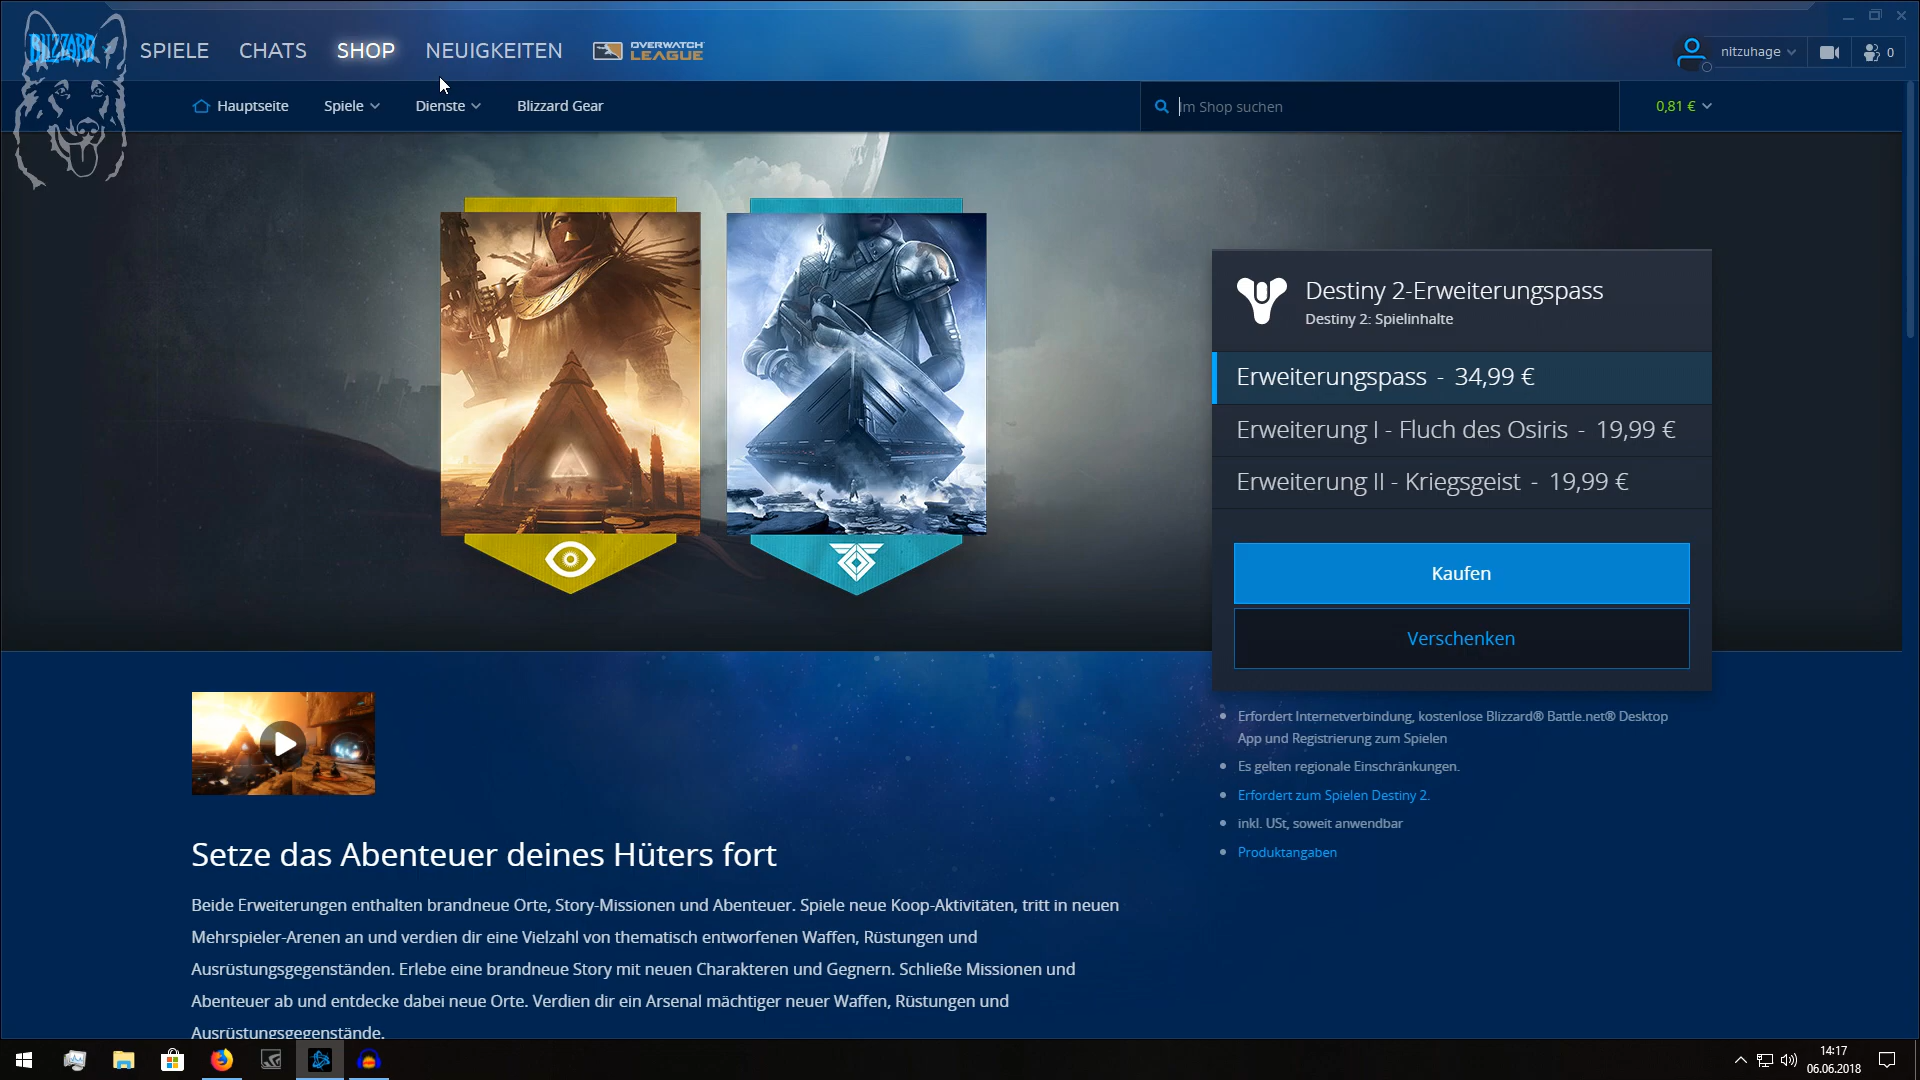 BLIZZARD
SPIELE CHATS SHOP NEUIGKEITEN OVERWATCH LEAGUE
nitzuhage 0
Hauptseite Spiele Dienste Blizzard Gear Im Shop suchen 0,81 €
Destiny 2-Erweiterungspass
Destiny 2: Spielinhalte
Erweiterungspass - 34,99 €
Erweiterung I - Fluch des Osiris - 19,99 €
Erweiterung II - Kriegsgeist - 19,99 €
Kaufen
Verschenken
Erfordert Internetverbindung, kostenlose Blizzard® Battle.net® Desktop
App und Registrierung zum Spielen
Es gelten regionale Einschränkungen.
Erfordert zum Spielen Destiny 2.
inkl. USt, soweit anwendbar
Produktangaben
Setze das Abenteuer deines Hüters fort
Beide Erweiterungen enthalten brandneue Orte, Story-Missionen und Abenteuer. Spiele neue Koop-Aktivitäten, tritt in neuen
Mehrspieler-Arenen an und verdien dir eine Vielzahl von thematisch entworfenen Waffen, Rüstungen und
Ausrüstungsgegenständen. Erlebe eine brandneue Story mit neuen Charakteren und Gegnern. Schließe Missionen und
Abenteuer ab und entdecke dabei neue Orte. Verdien dir ein Arsenal mächtiger neuer Waffen, Rüstungen und
Ausrüstungsgegenstände.
14:17
06.06.2018